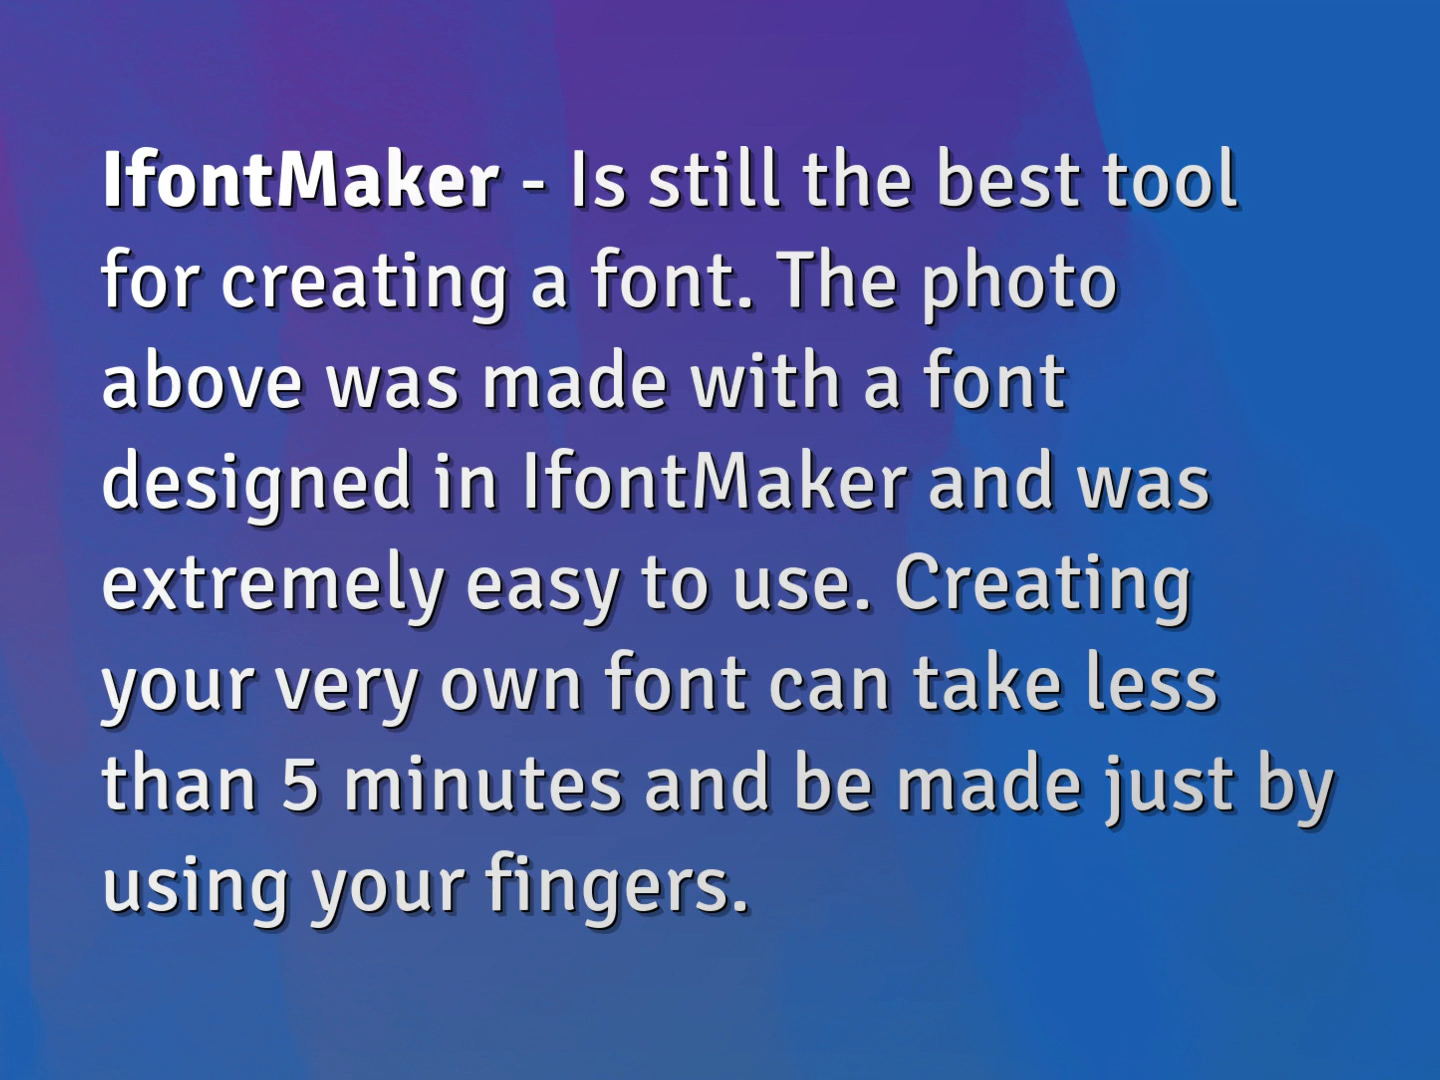 IfontMaker - Is still the best tool
for creating a font. The photo
above was made with a font
designed in IfontMaker and was
extremely easy to use. Creating
your very own font can take less
than 5 minutes and be made just by
using your fingers.